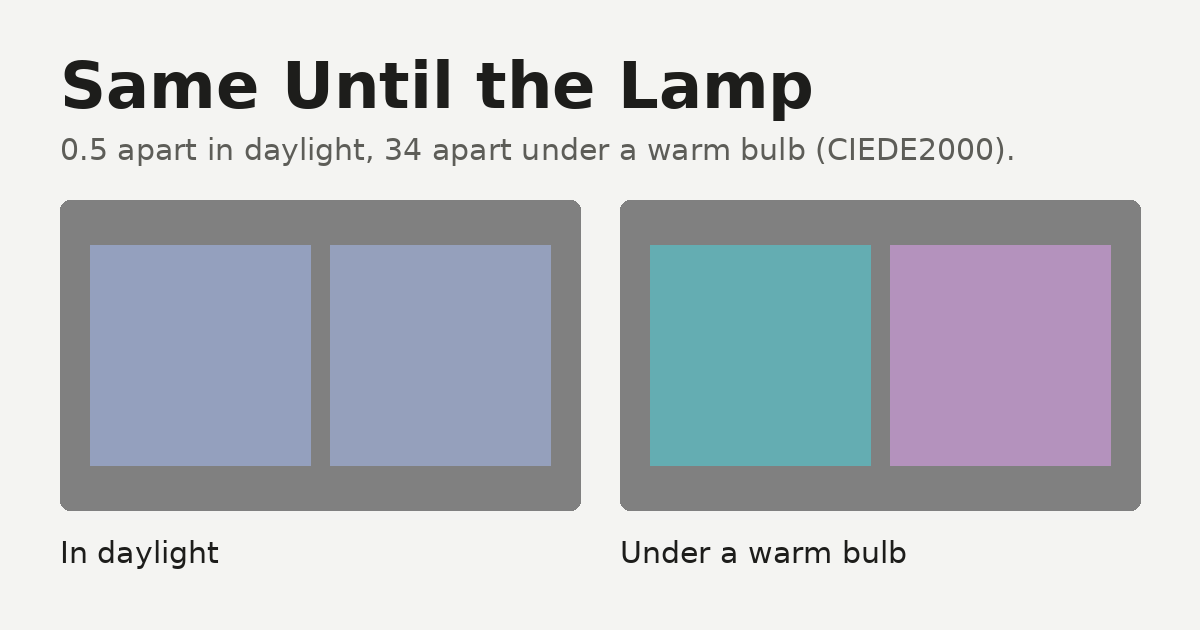 Same Until the Lamp
0.5 apart in daylight, 34 apart under a warm bulb (CIEDE2000).
In daylight
Under a warm bulb